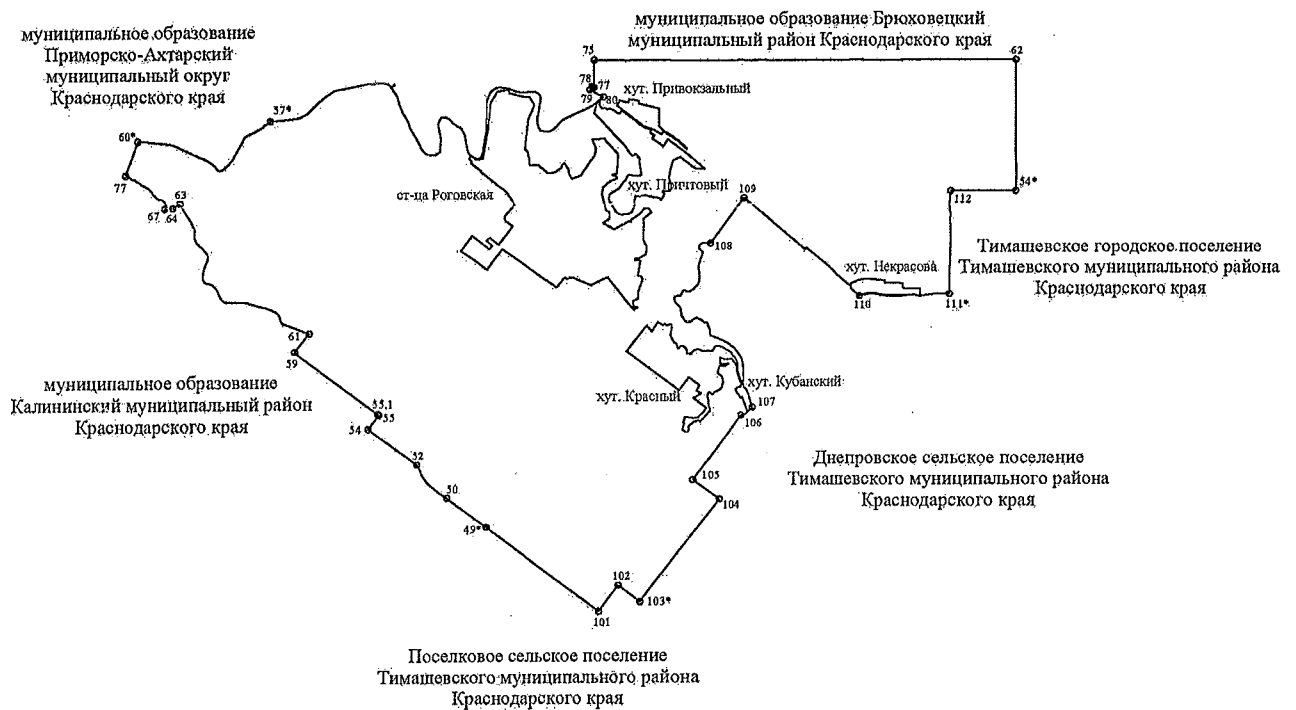 муниципальное образование Брюховецкий
муниципальный район Краснодарского края
муниципальное образование
Приморско-Ахтарский
муниципальный округ
Краснодарского края
75
62
78
77
79
80
хут. Привокзальный
57*
60*
77
63
67
64
ст-ца Роговская
хут. Причтовый
109
112
54*
108
Тимашевское городское поселение
Тимашевского муниципального района
Краснодарского края
хут. Некрасова
110
111*
61
59
муниципальное образование
Калининский муниципальный район
Краснодарского края
хут. Красный
хут. Кубанский
107
106
55.1
55
54
52
50
49*
105
104
Днепровское сельское поселение
Тимашевского муниципального района
Краснодарского края
102
103*
101
Поселковое сельское поселение
Тимашевского муниципального района
Краснодарского края